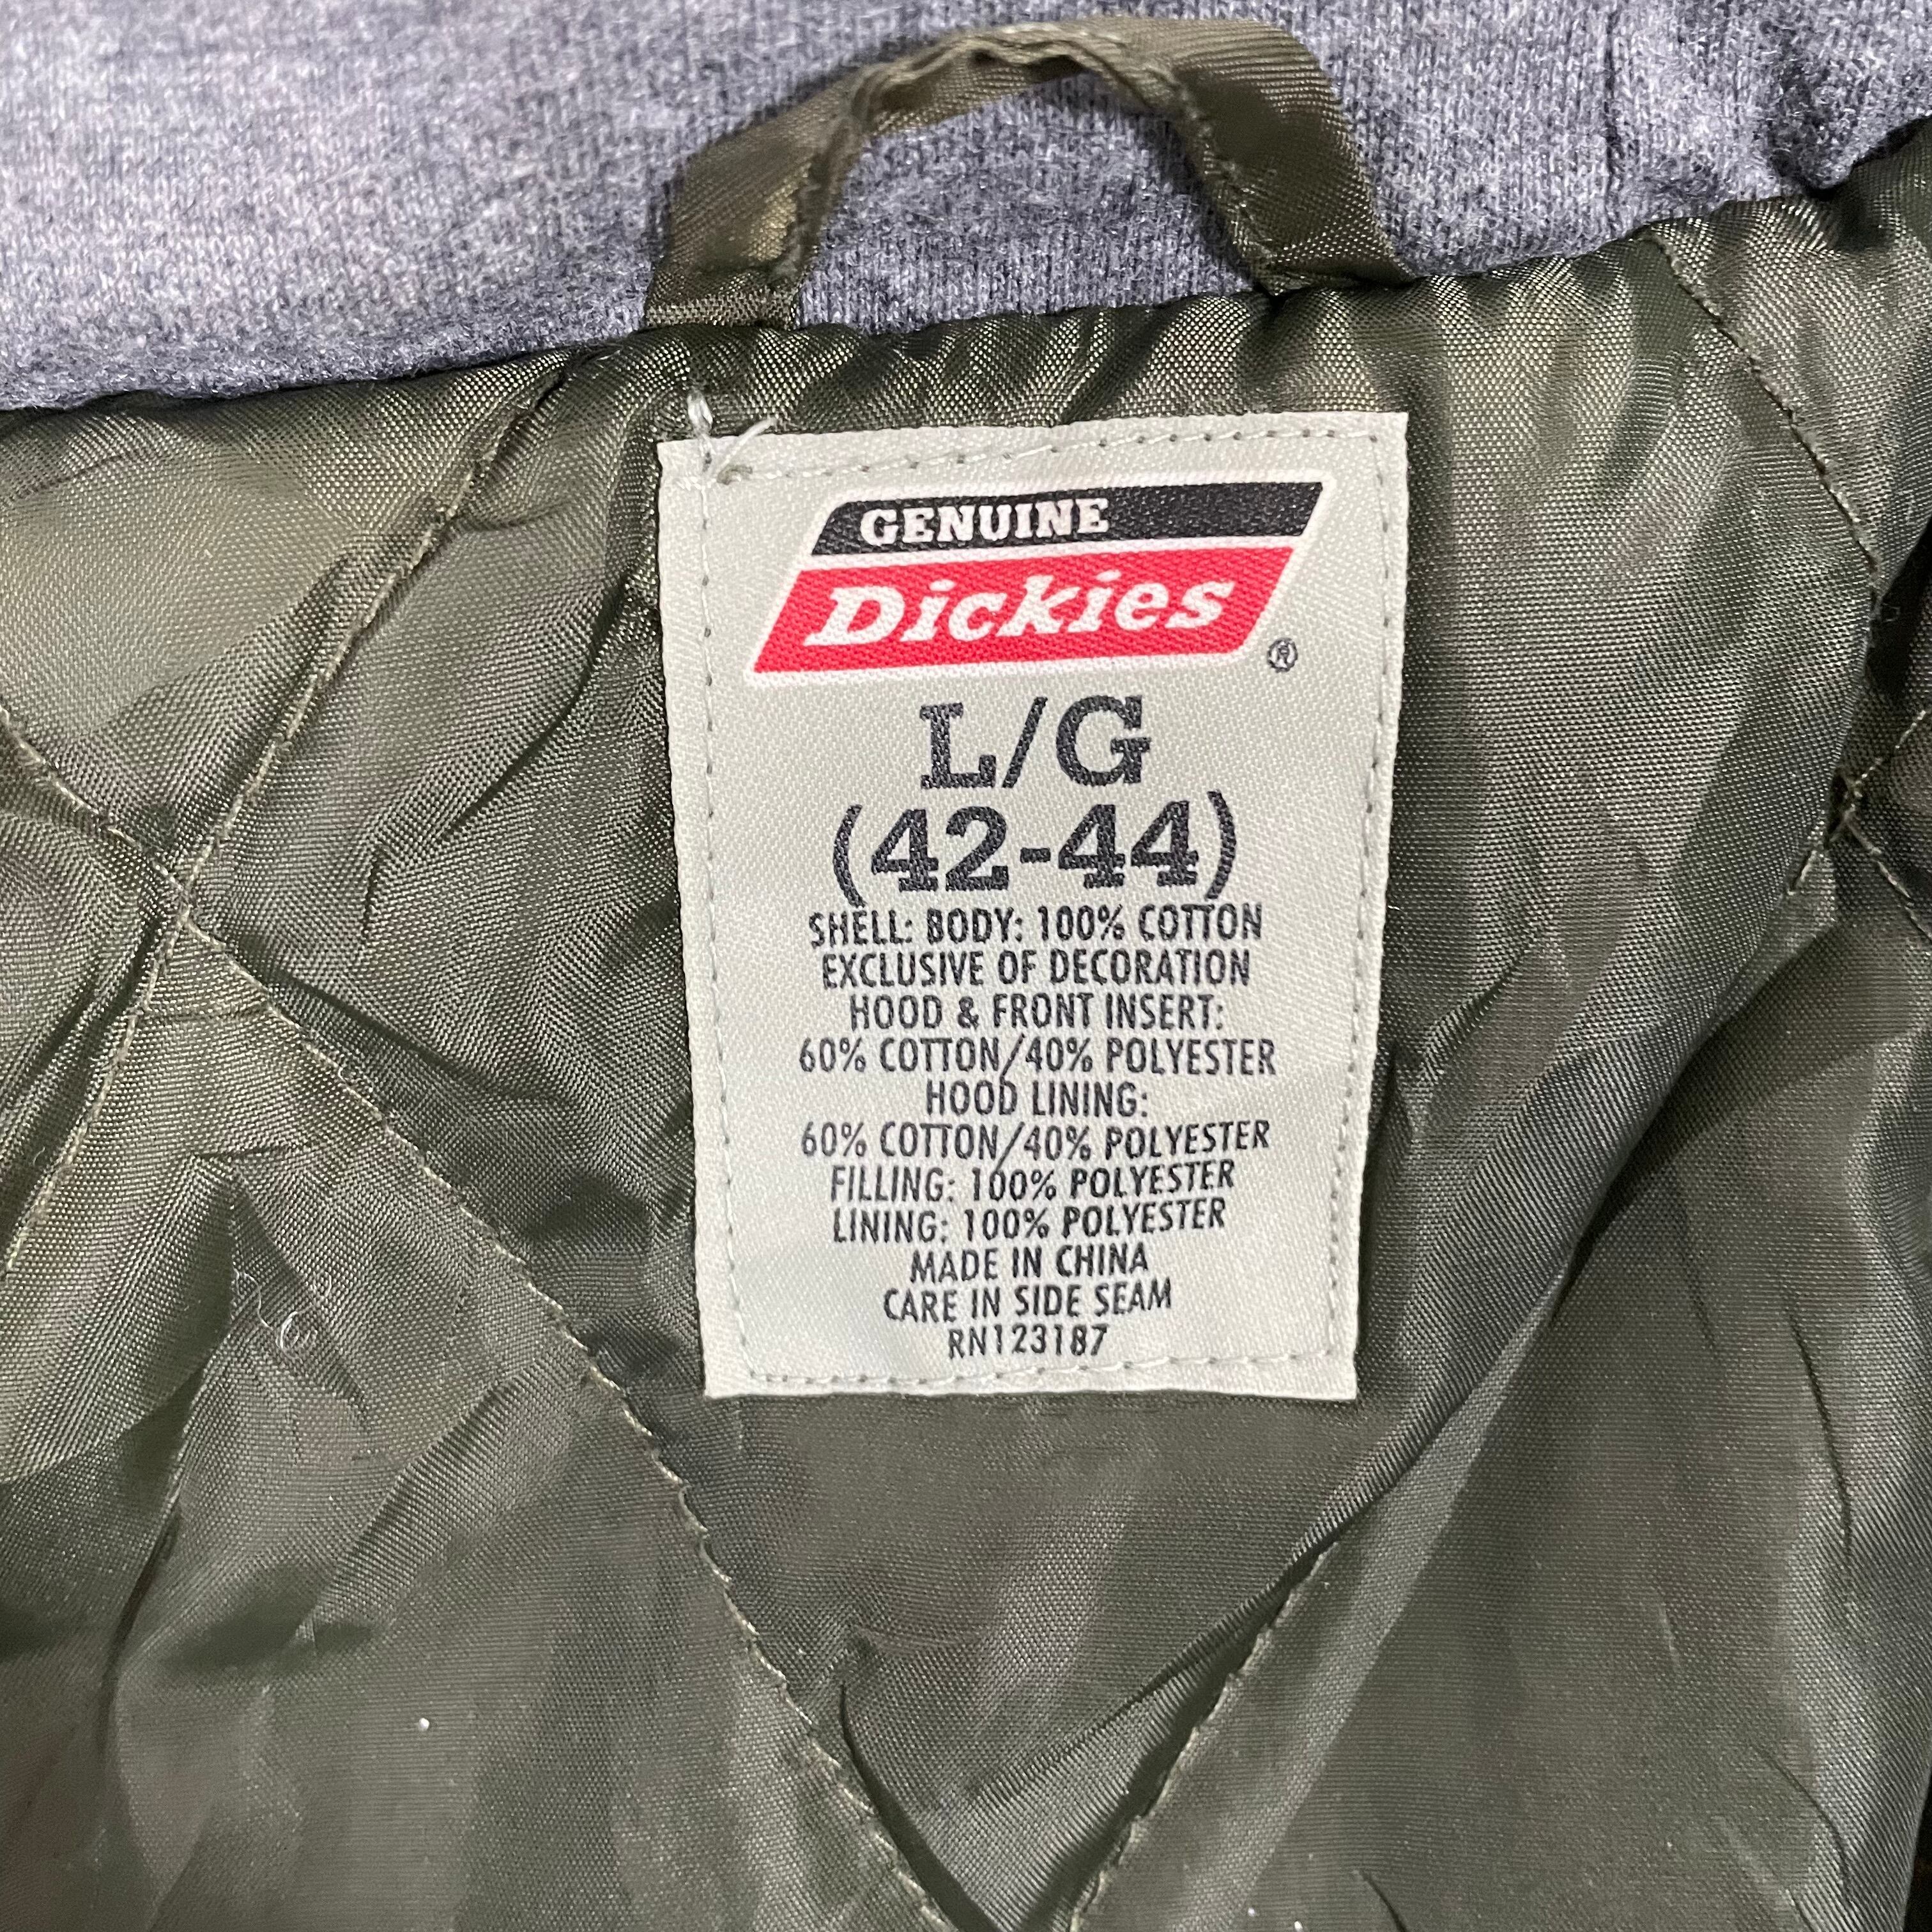 GENUINE
Dickies
®
L/G
(42-44)
SHELL: BODY: 100% COTTON
EXCLUSIVE OF DECORATION
HOOD & FRONT INSERT:
60% COTTON/40% POLYESTER
HOOD LINING:
60% COTTON/40% POLYESTER
FILLING: 100% POLYESTER
LINING: 100% POLYESTER
MADE IN CHINA
CARE IN SIDE SEAM
RN123187